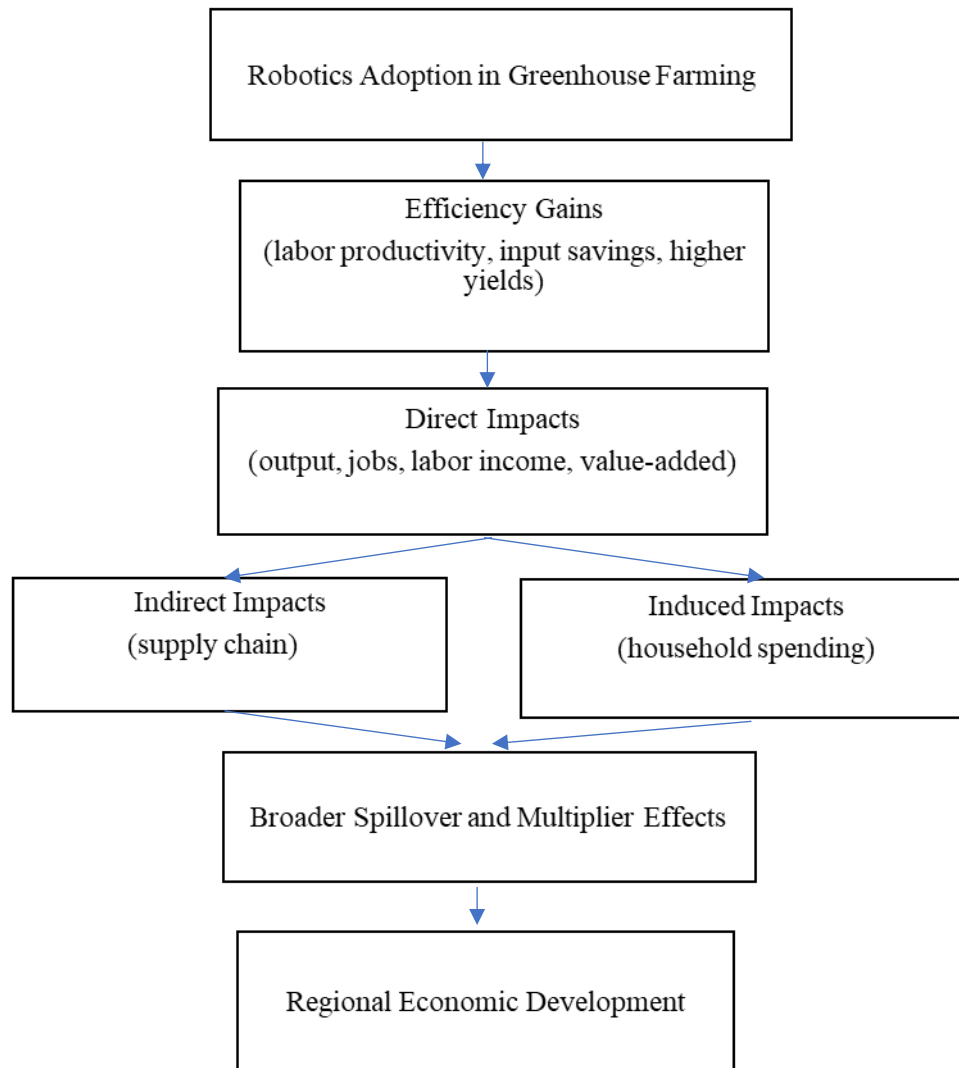 Robotics Adoption in Greenhouse Farming
Efficiency Gains
(labor productivity, input savings, higher
yields)
Direct Impacts
(output, jobs, labor income, value-added)
Indirect Impacts
(supply chain)
Induced Impacts
(household spending)
Broader Spillover and Multiplier Effects
Regional Economic Development